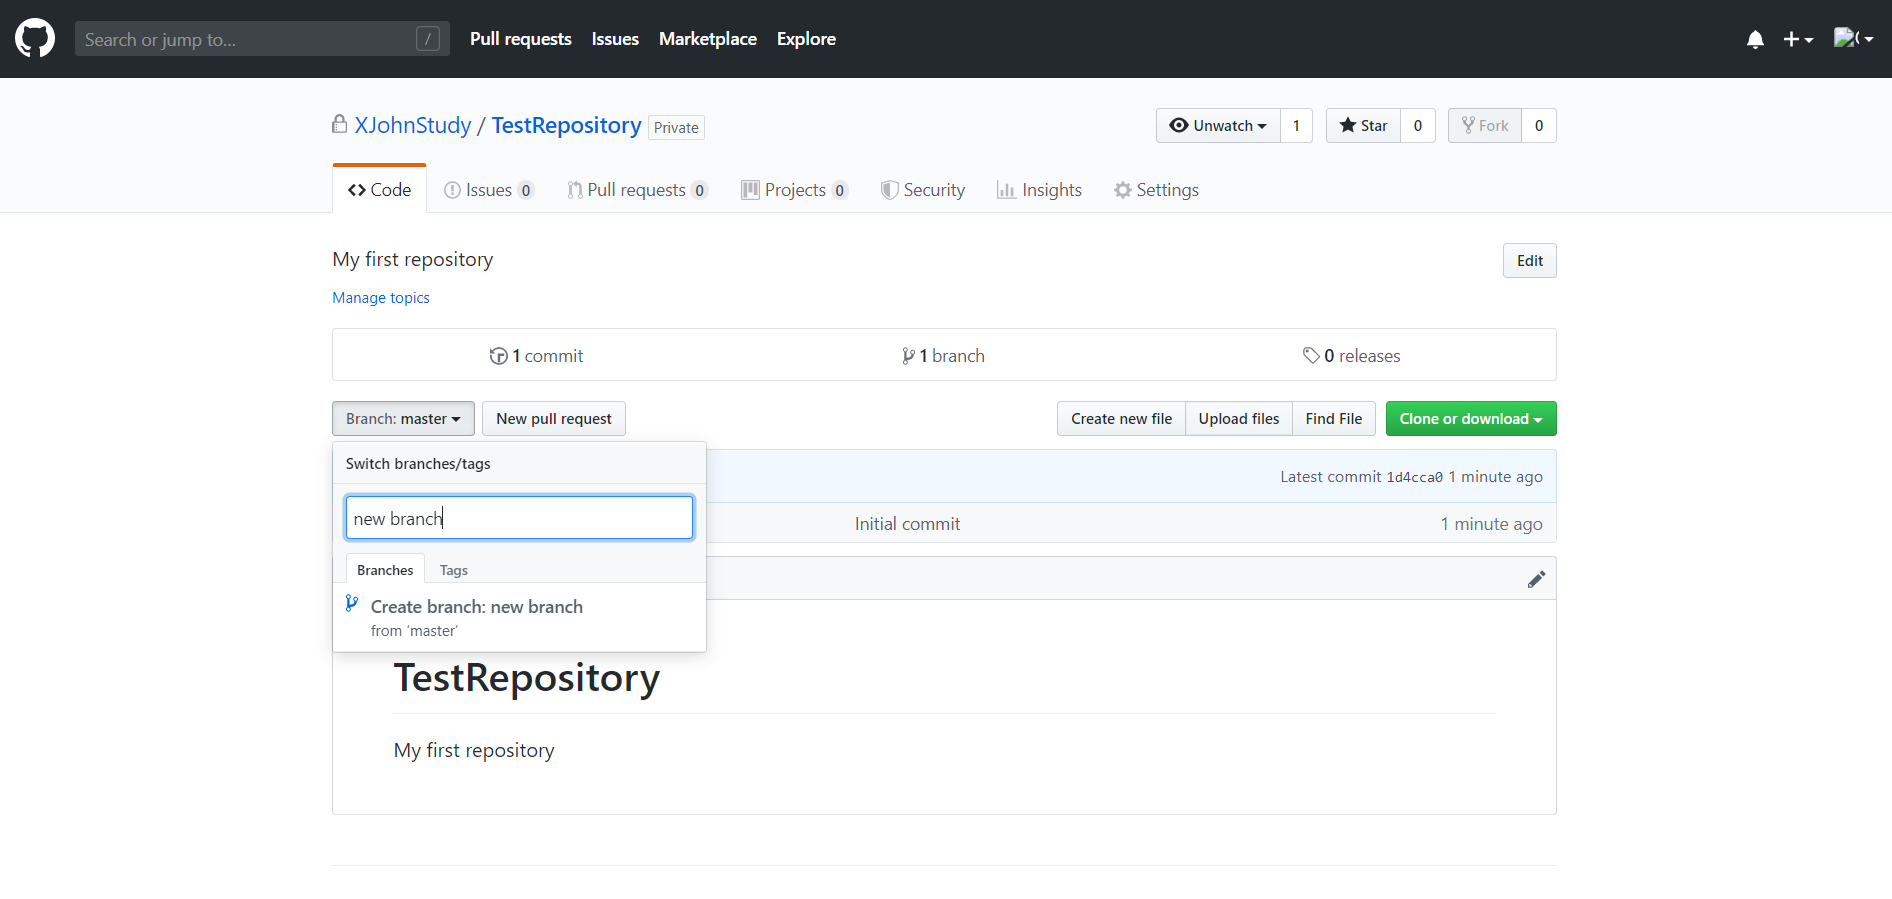 Search or jump to... /
Pull requests Issues Marketplace Explore
XJohnStudy / TestRepository Private
Unwatch 1 Star 0 Fork 0
Code Issues 0 Pull requests 0 Projects 0 Security Insights Settings
My first repository Edit
Manage topics
1 commit 1 branch 0 releases
Branch: master New pull request Create new file Upload files Find File Clone or download
Switch branches/tags
Latest commit 1d4cca0 1 minute ago
new branch
Initial commit 1 minute ago
Branches Tags
Create branch: new branch
from ‘master’
TestRepository
My first repository